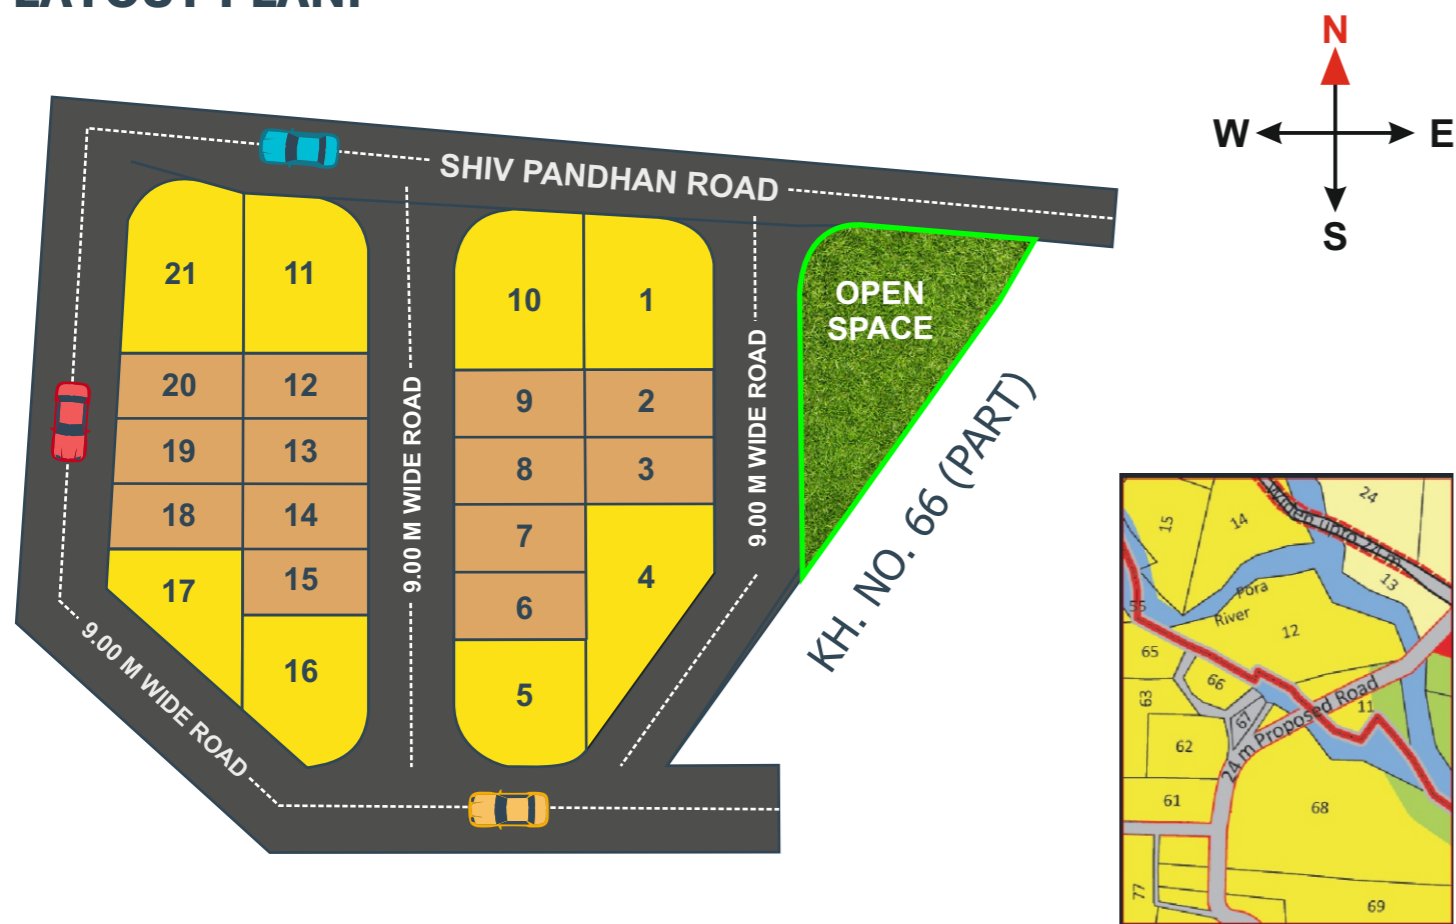 LAYOUT PLAN:
N
W E
S
SHIV PANDHAN ROAD
21
11
10
1
OPEN
SPACE
20
12
9
2
19
13
8
3
18
14
7
17
15
4
6
16
5
9.00 M WIDE ROAD
9.00 M WIDE ROAD
9.00 M WIDE ROAD
KH. NO. 66 (PART)
24
15
14
Widen upto 24 m
13
55
Pora
River
12
65
66
63
67
11
24 m Proposed Road
62
61
68
77
69